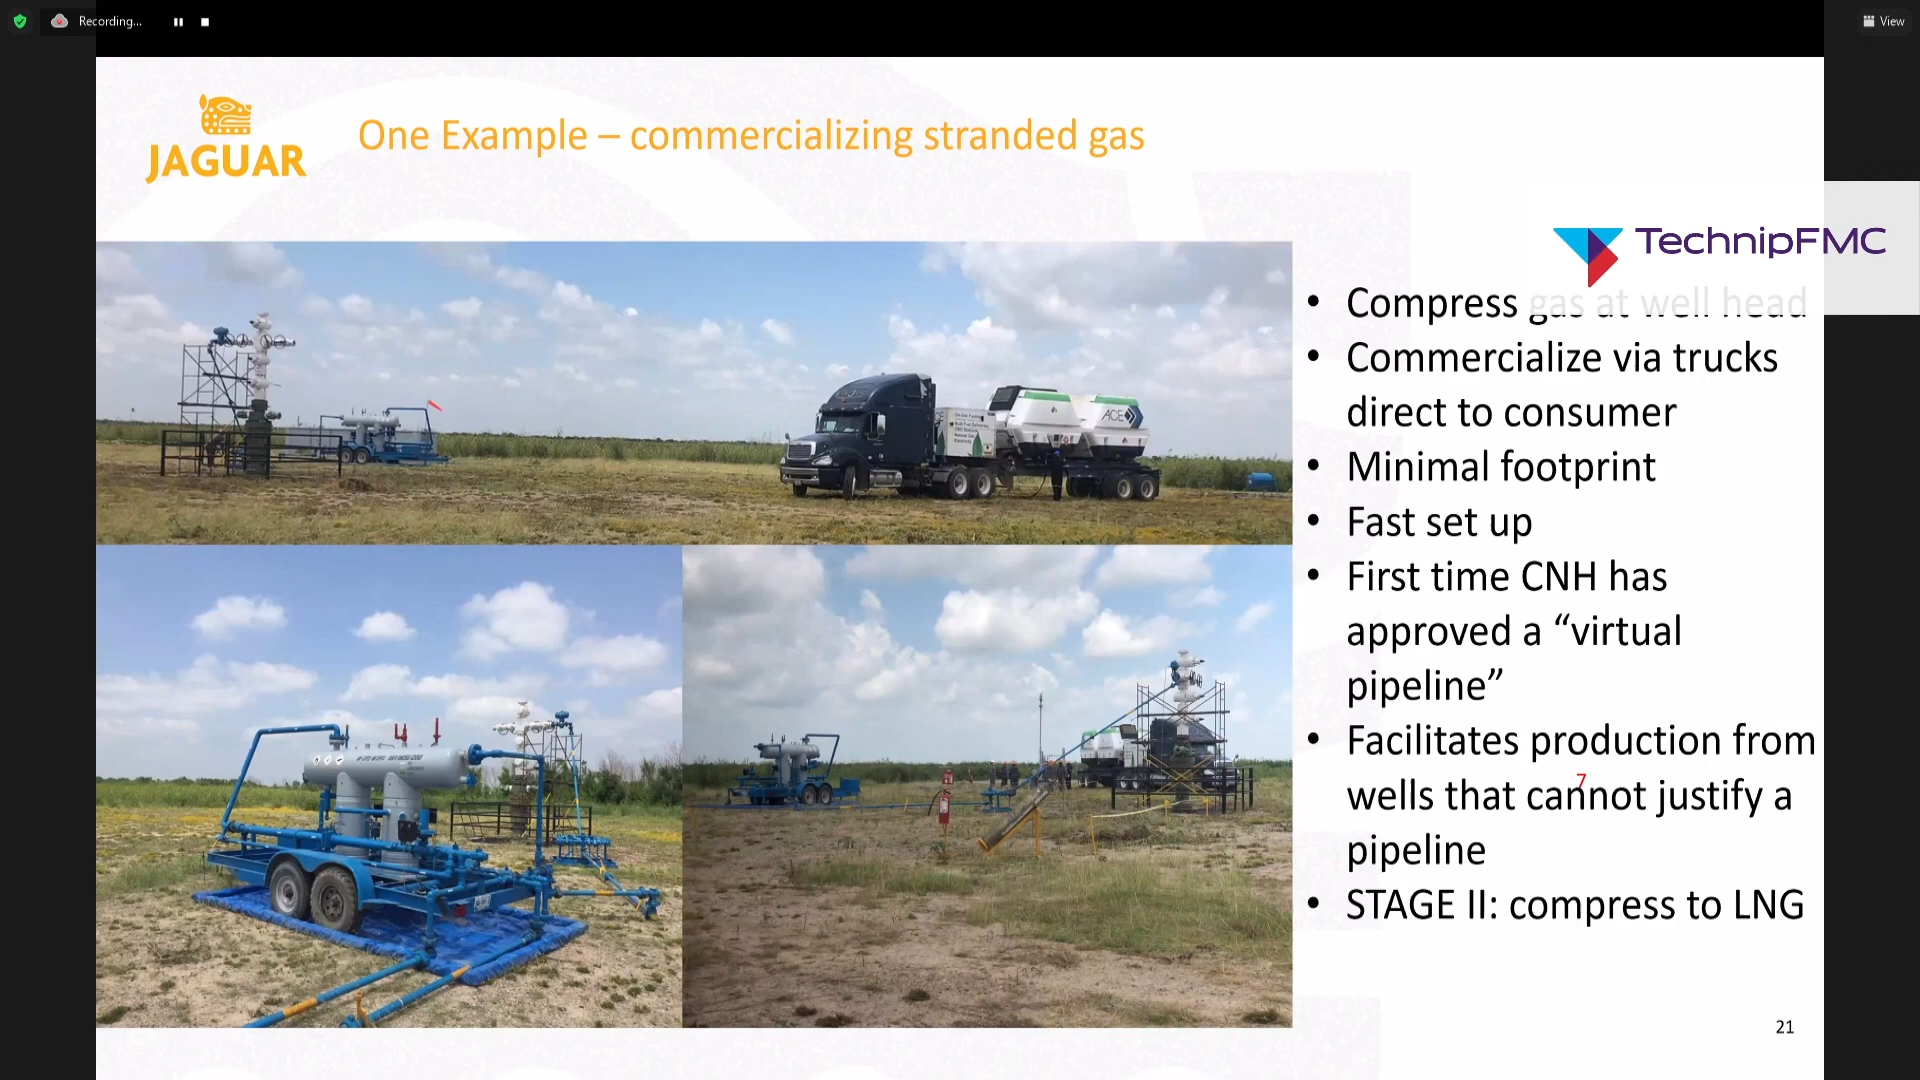 Recording...
View
JAGUAR
One Example – commercializing stranded gas
TechnipFMC
• Compress gas at well head
• Commercialize via trucks
direct to consumer
• Minimal footprint
• Fast set up
• First time CNH has
approved a “virtual
pipeline”
• Facilitates production from
wells that cannot justify a
pipeline
• STAGE II: compress to LNG
ACE
7
21